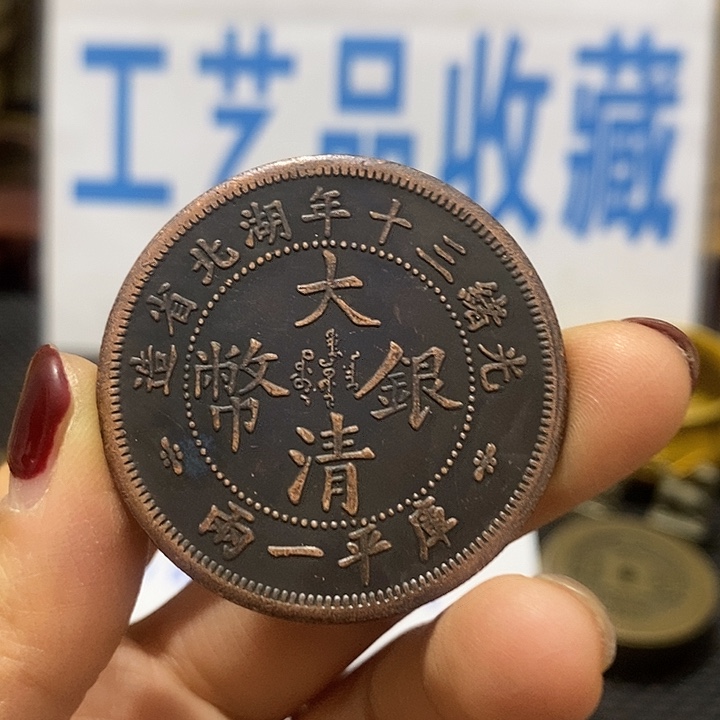 工艺品收藏
光緒三十年湖北省造
大清銀幣
庫平一兩